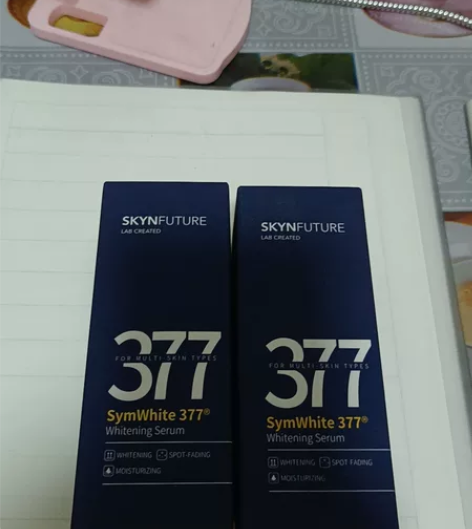 SKYNFUTURE
LAB CREATED
377
FOR MULTI SKIN TYPES
SymWhite 377®
Whitening Serum
WHITENING SPOT-FADING
MOISTURIZING
SKYNFUTURE
LAB CREATED
377
FOR MULTI SKIN TYPES
SymWhite 377®
Whitening Serum
WHITENING SPOT FADING
MOISTURIZING